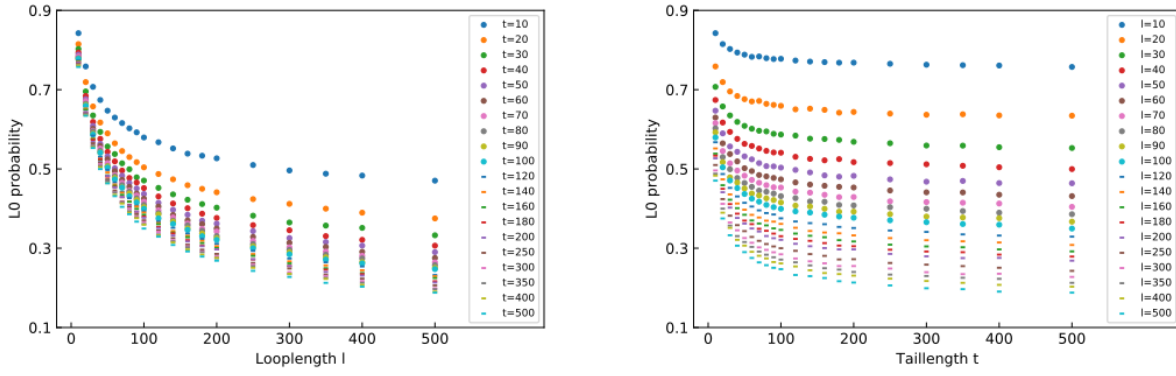 L0 probability
0.9
0.7
0.5
0.3
0.1
0
100
200
300
400
500
Looplength l
t=10
t=20
t=30
t=40
t=50
t=60
t=70
t=80
t=90
t=100
t=120
t=140
t=160
t=180
t=200
t=250
t=300
t=350
t=400
t=500
L0 probability
0.9
0.7
0.5
0.3
0.1
0
100
200
300
400
500
Taillength t
l=10
l=20
l=30
l=40
l=50
l=60
l=70
l=80
l=90
l=100
l=120
l=140
l=160
l=180
l=200
l=250
l=300
l=350
l=400
l=500